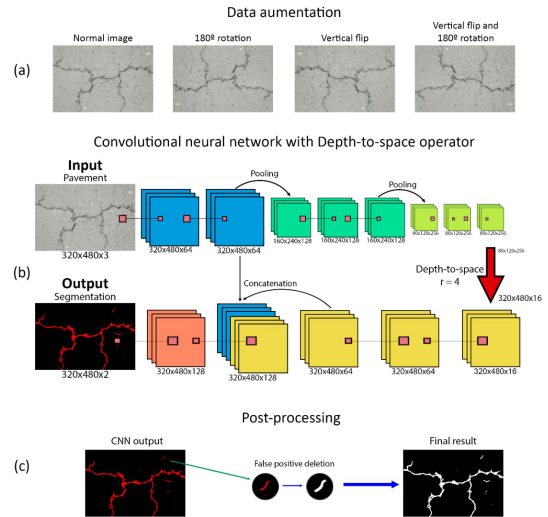 Data aumentation
Normal image
180º rotation
Vertical flip
Vertical flip and
180º rotation
(a)
Convolutional neural network with Depth-to-space operator
Input
Pavement
Pooling
Pooling
320x480x3
320x480x64
320x480x64
160x240x128
160x240x128
160x240x128
80x120x256
80x120x256
80x120x256
80x120x256
(b)
Depth-to-space
r = 4
320x480x16
Output
Segmentation
Concatenation
320x480x2
320x480x128
320x480x128
320x480x64
320x480x64
320x480x16
Post-processing
CNN output
False positive deletion
Final result
(c)